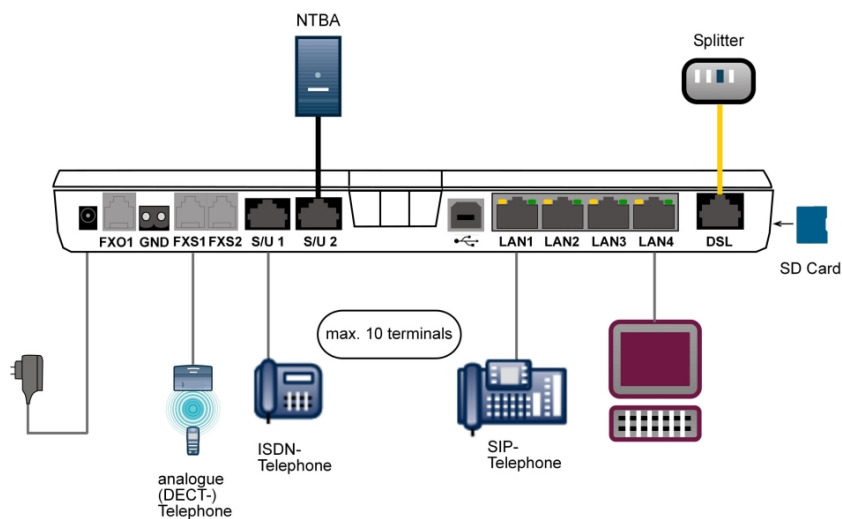 NTBA
Splitter
FXO1 GND FXS1 FXS2 S/U 1 S/U 2 LAN1 LAN2 LAN3 LAN4 DSL
SD Card
max. 10 terminals
ISDN-
Telephone
SIP-
Telephone
analogue
(DECT-)
Telephone